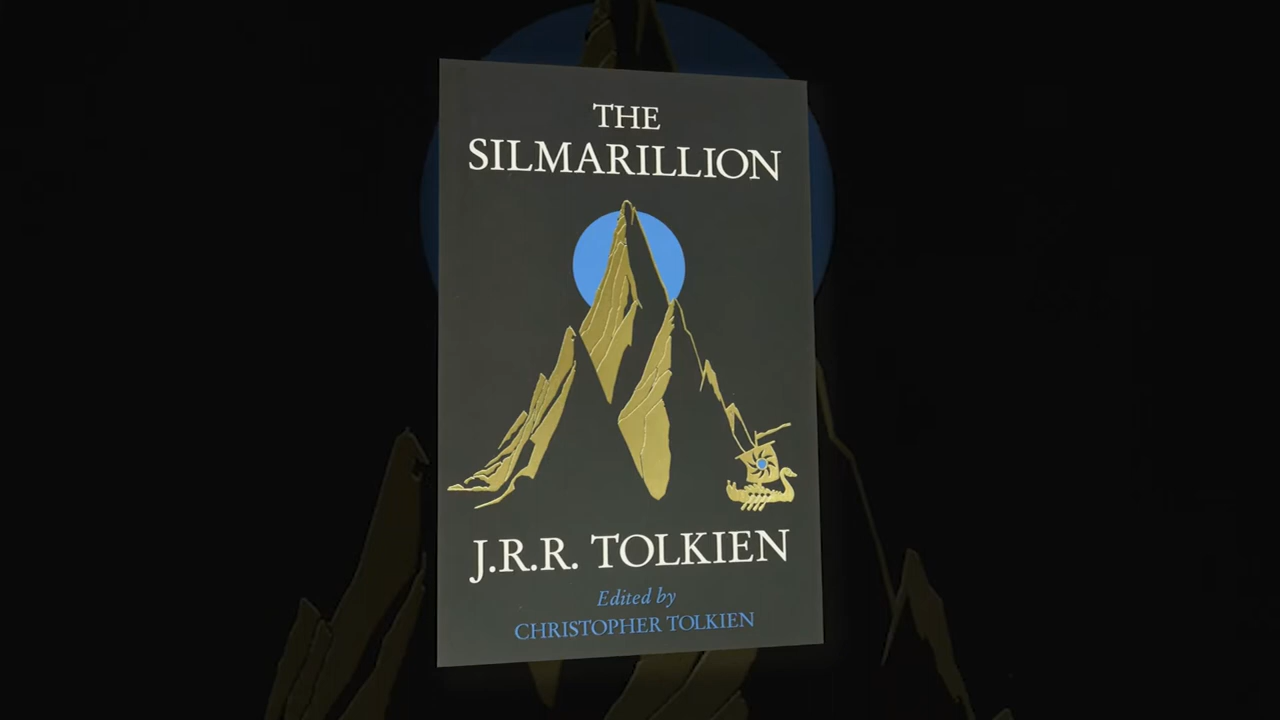 THE
SILMARILLION
J.R.R. TOLKIEN
Edited by
CHRISTOPHER TOLKIEN